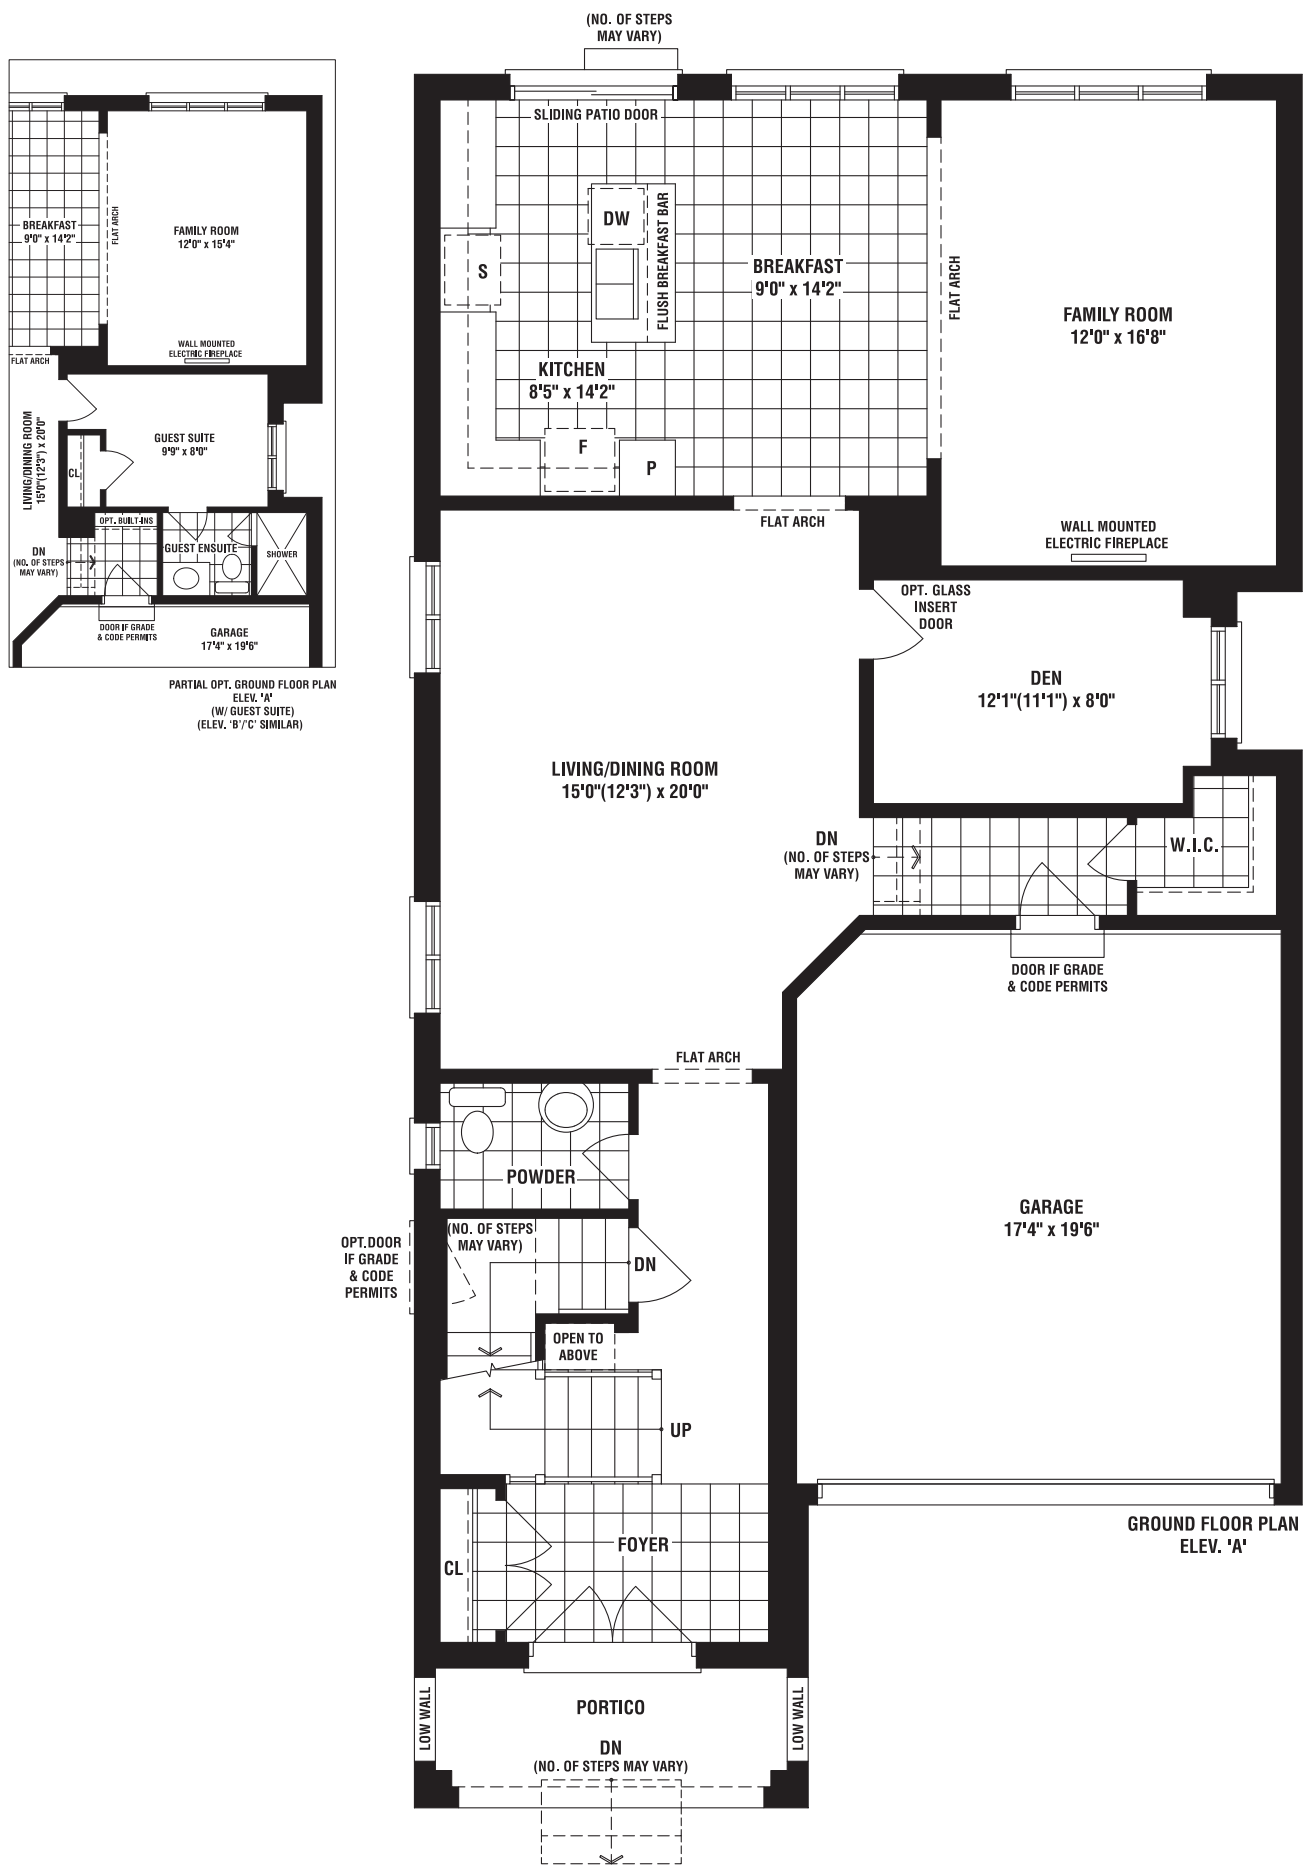 (NO. OF STEPS
MAY VARY)
SLIDING PATIO DOOR
DW
FLUSH BREAKFAST BAR
S
BREAKFAST
9'0" x 14'2"
FLAT ARCH
FAMILY ROOM
12'0" x 16'8"
KITCHEN
8'5" x 14'2"
F
P
FLAT ARCH
WALL MOUNTED
ELECTRIC FIREPLACE
OPT. GLASS
INSERT
DOOR
DEN
12'1"(11'1") x 8'0"
LIVING/DINING ROOM
15'0"(12'3") x 20'0"
DN
(NO. OF STEPS
MAY VARY)
W.I.C.
DOOR IF GRADE
& CODE PERMITS
FLAT ARCH
POWDER
GARAGE
17'4" x 19'6"
(NO. OF STEPS
MAY VARY)
OPT.DOOR
IF GRADE
& CODE
PERMITS
DN
OPEN TO
ABOVE
UP
FOYER
CL
GROUND FLOOR PLAN
ELEV. 'A'
LOW WALL
PORTICO
LOW WALL
DN
(NO. OF STEPS MAY VARY)
BREAKFAST
9'0" x 14'2"
FLAT ARCH
FAMILY ROOM
12'0" x 15'4"
WALL MOUNTED
ELECTRIC FIREPLACE
FLAT ARCH
LIVING/DINING ROOM
15'0"(12'3") x 20'0"
GUEST SUITE
9'9" x 8'0"
CL
OPT. BUILT-INS
GUEST ENSUITE
SHOWER
DN
(NO. OF STEPS
MAY VARY)
DOOR IF GRADE
& CODE PERMITS
GARAGE
17'4" x 19'6"
PARTIAL OPT. GROUND FLOOR PLAN
ELEV. 'A'
(W/ GUEST SUITE)
(ELEV. 'B'/'C' SIMILAR)